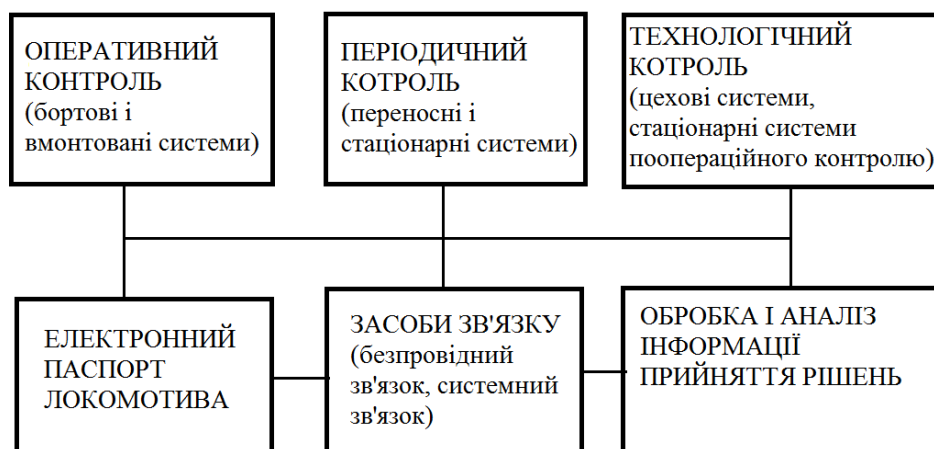 ОПЕРАТИВНИЙ
КОНТРОЛЬ
(бортові і
вмонтовані системи)
ПЕРІОДИЧНИЙ
КОТРОЛЬ
(переносні і
стаціонарні системи)
ТЕХНОЛОГІЧНИЙ
КОТРОЛЬ
(цехові системи,
стаціонарні системи
поопераційного контролю)
ЕЛЕКТРОННИЙ
ПАСПОРТ
ЛОКОМОТИВА
ЗАСОБИ ЗВ'ЯЗКУ
(безпровідний
зв'язок, системний
зв'язок)
ОБРОБКА І АНАЛІЗ
ІНФОРМАЦІЇ
ПРИЙНЯТТЯ РІШЕНЬ